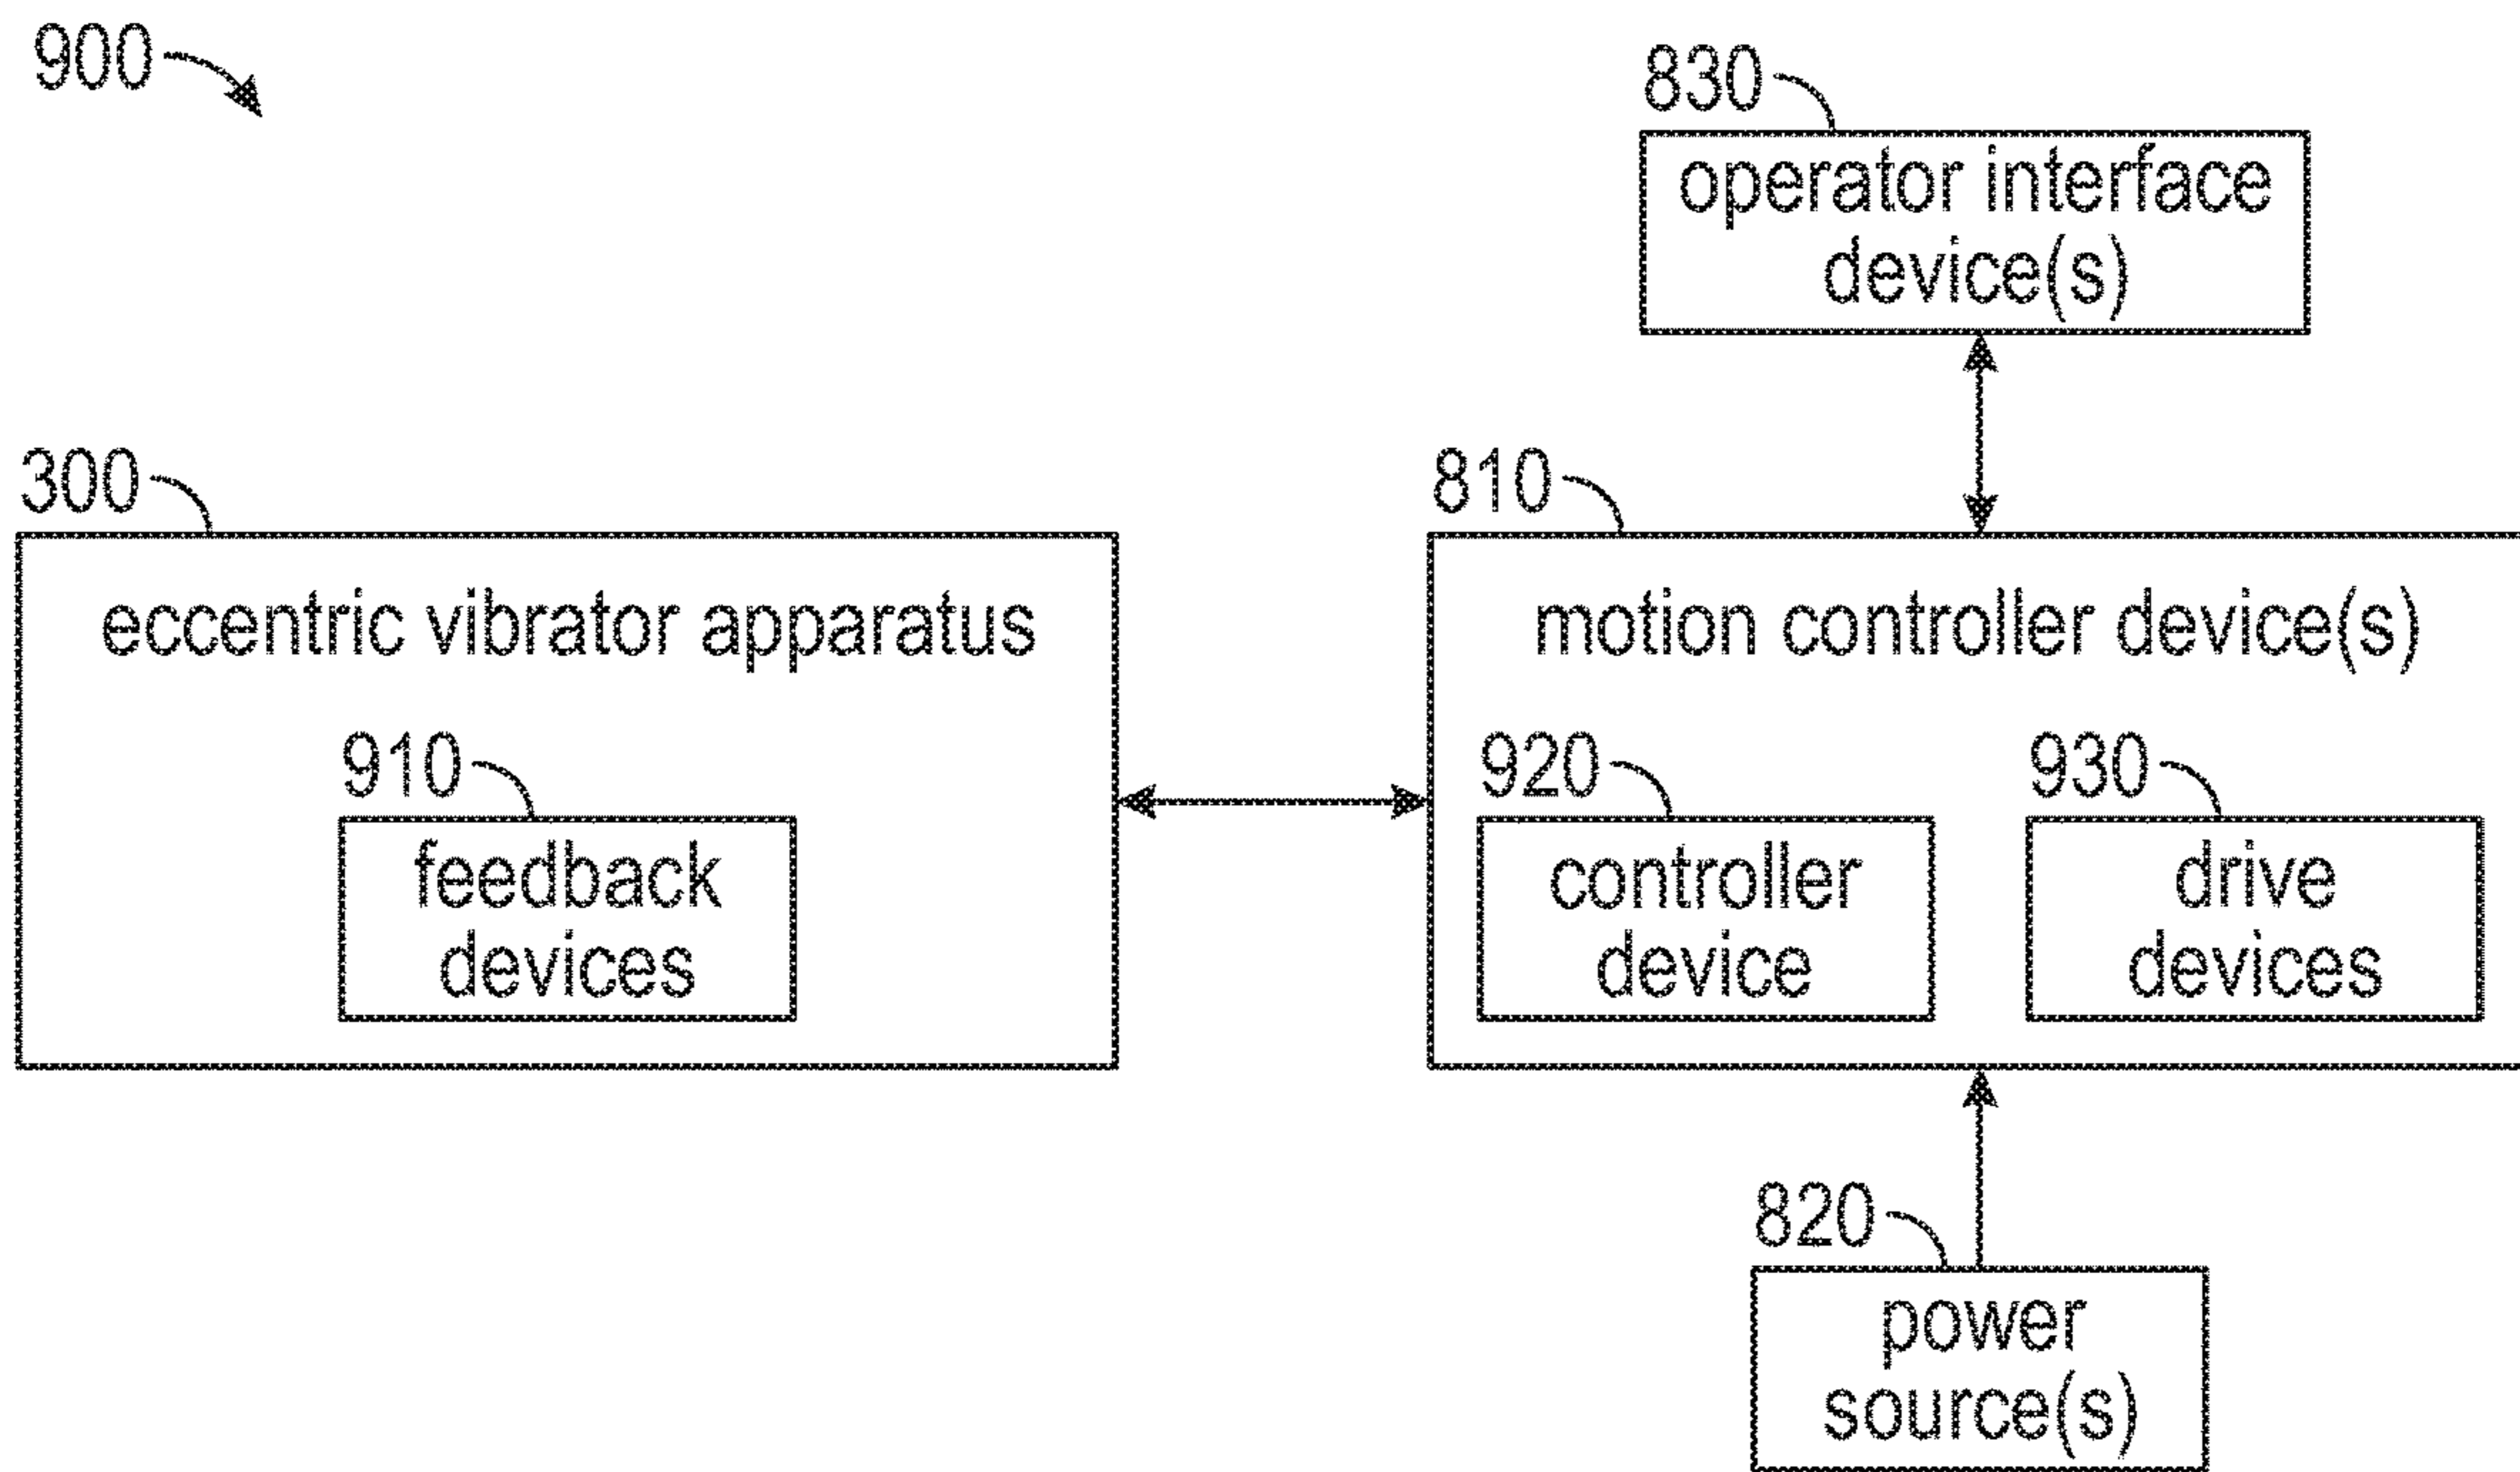 900
830
operator interface
device(s)
300
810
eccentric vibrator apparatus
motion controller device(s)
910
920
930
feedback
devices
controller
device
drive
devices
820
power
source(s)